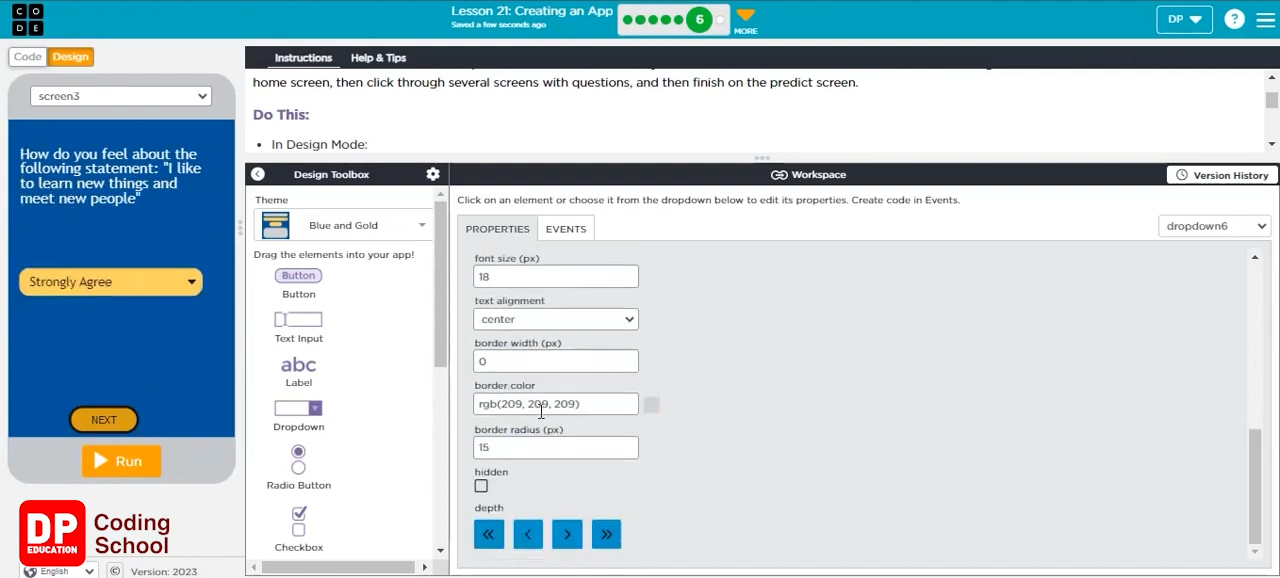 CO
DE
Lesson 21: Creating an App
Saved a few seconds ago
6
MORE
DP
?
Code
Design
Instructions
Help & Tips
screen3
home screen, then click through several screens with questions, and then finish on the predict screen.
Do This:
• In Design Mode:
Design Toolbox
Workspace
Version History
How do you feel about the
following statement: "I like
to learn new things and
meet new people"
Strongly Agree
NEXT
Run
Theme
Blue and Gold
Drag the elements into your app!
Button
Button
Text Input
abc
Label
Dropdown
Radio Button
Checkbox
Click on an element or choose it from the dropdown below to edit its properties. Create code in Events.
PROPERTIES
EVENTS
dropdown6
font size (px)
18
text alignment
center
border width (px)
0
border color
rgb(209, 209, 209)
border radius (px)
15
hidden
depth
DP
EDUCATION
Coding
School
English
©
Version: 2023